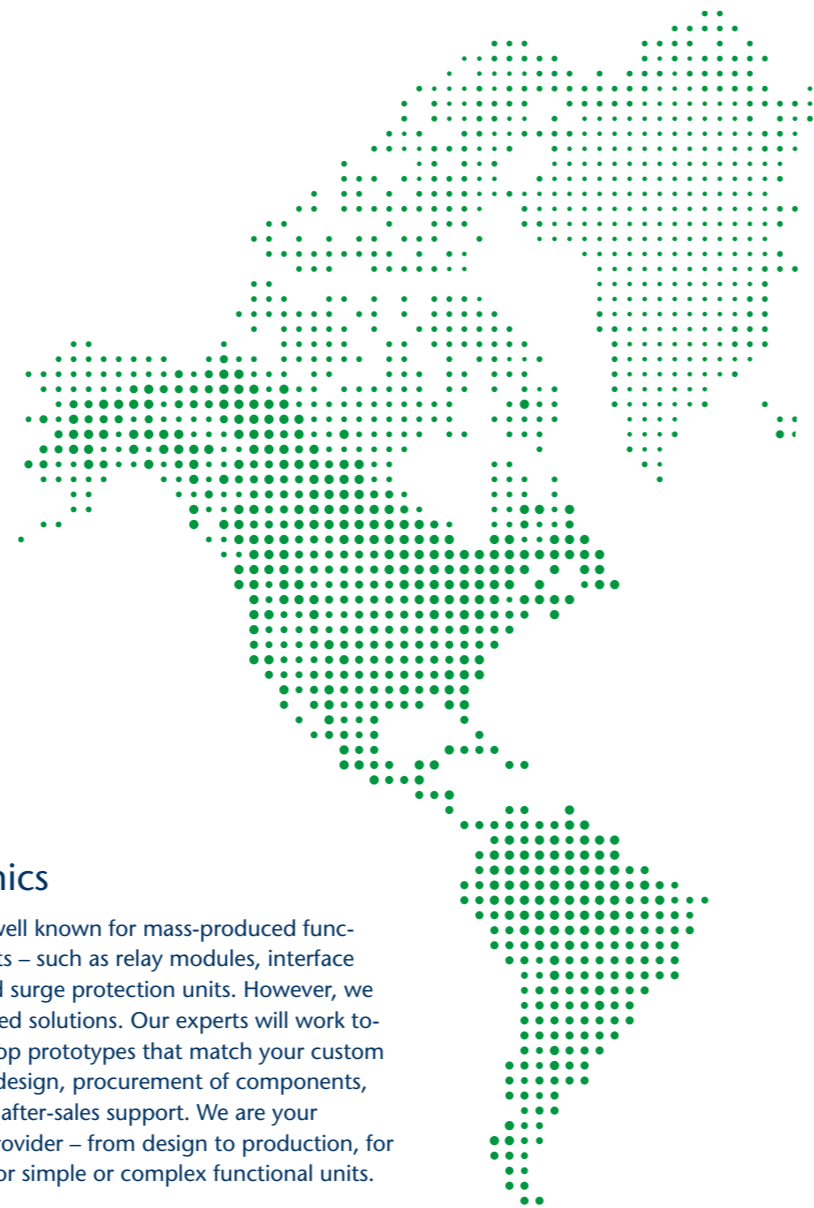 nics
vell known for mass-produced func-
ts – such as relay modules, interface
d surge protection units. However, we
ed solutions. Our experts will work to-
op prototypes that match your custom
design, procurement of components,
after-sales support. We are your
rovider – from design to production, for
or simple or complex functional units.